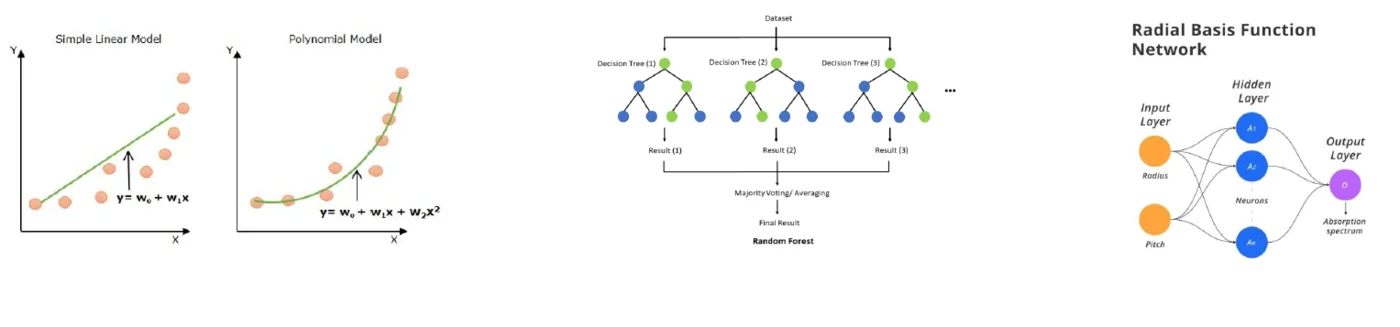 Simple Linear Model
Y
y= w₀ + w₁x
X
Polynomial Model
Y
y= w₀ + w₁x + w₂x²
X
Dataset
Decision Tree (1)
Decision Tree (2)
Decision Tree (3)
...
Result (1)
Result (2)
Result (3)
Majority Voting/ Averaging
Final Result
Random Forest
Radial Basis Function
Network
Input
Layer
Radius
Pitch
Hidden
Layer
A₁
A₂
Neurons
Aₙ
Output
Layer
O
Absorption
spectrum